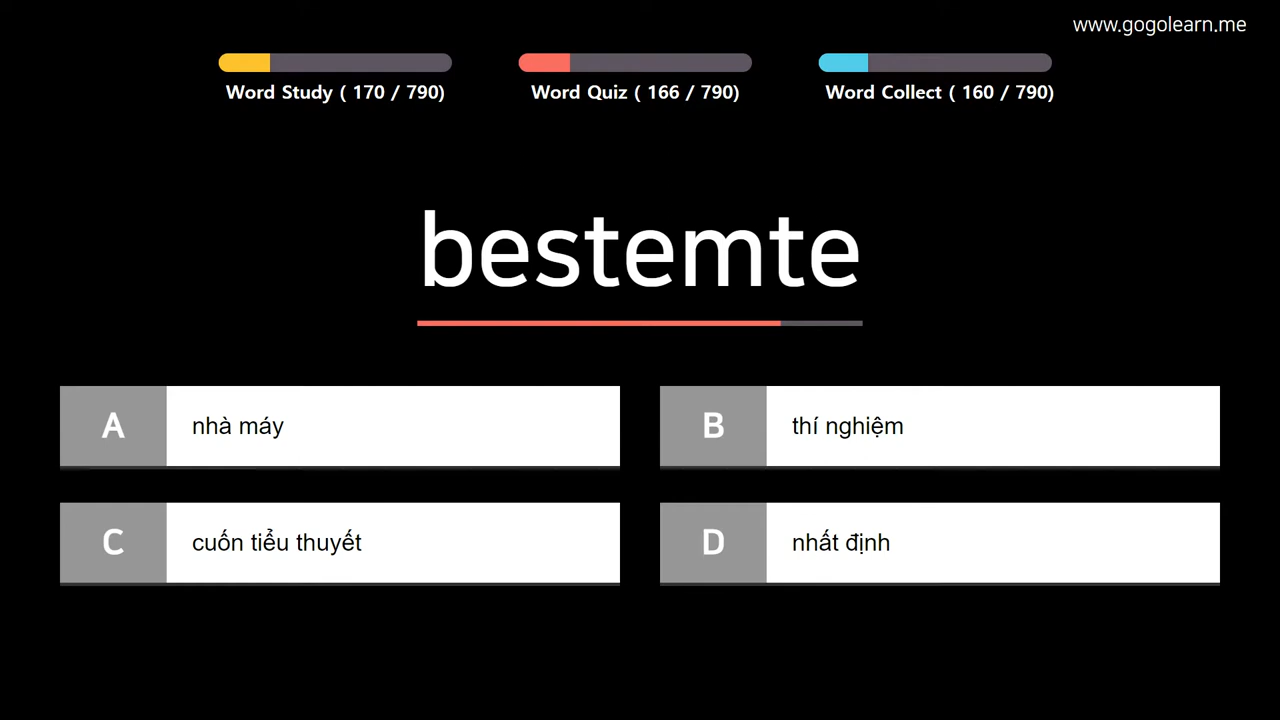 www.gogolearn.me
Word Study ( 170 / 790)
Word Quiz ( 166 / 790)
Word Collect ( 160 / 790)
bestemte
A nhà máy
B thí nghiệm
C cuốn tiểu thuyết
D nhất định